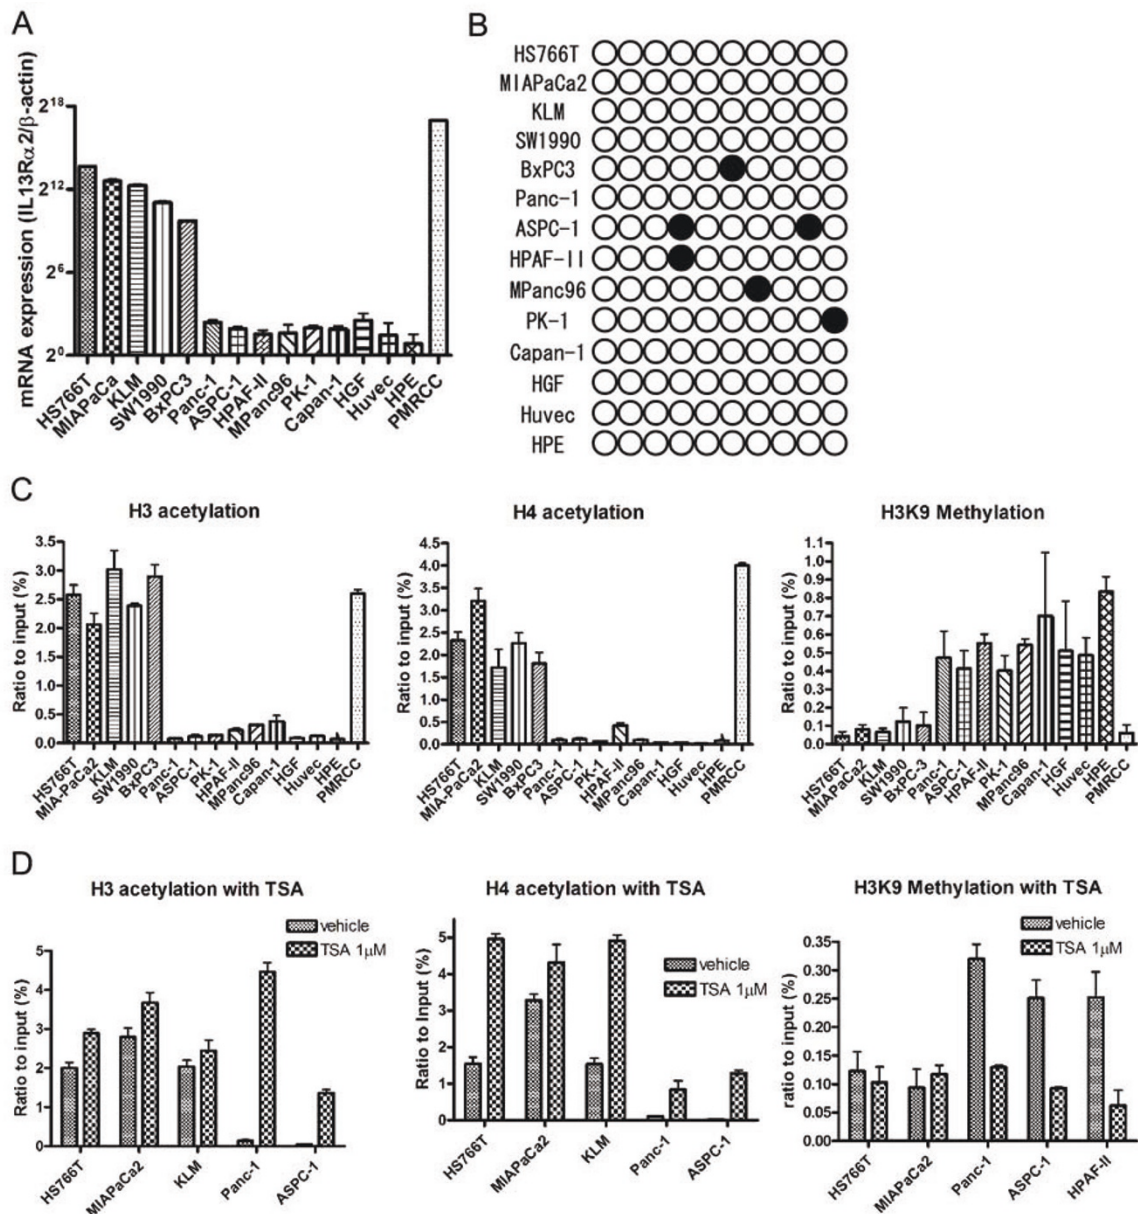 A
mRNA expression (IL13Rα2/β-actin)
2^18
2^12
2^6
2^0
HS766T
MIAPaCa
KLM
SW1990
BxPC3
Panc-1
ASPC-1
HPAF-II
MPanc96
PK-1
Capan-1
HGF
Huvec
HPE
PMRCC
B
HS766T
MIAPaCa2
KLM
SW1990
BxPC3
Panc-1
ASPC-1
HPAF-II
MPanc96
PK-1
Capan-1
HGF
Huvec
HPE
C
H3 acetylation
Ratio to input (%)
3.5
3.0
2.5
2.0
1.5
1.0
0.5
0.0
HS766T
MIA-PaCa2
KLM
SW1990
BxPC3
Panc-1
ASPC-1
PK-1
HPAF-II
MPanc96
Capan-1
HGF
Huvec
HPE
PMRCC
H4 acetylation
Ratio to input (%)
4.5
4.0
3.5
3.0
2.5
2.0
1.5
1.0
0.5
0.0
HS766T
MIA-PaCa2
KLM
SW1990
BxPC3
Panc-1
ASPC-1
PK-1
HPAF-II
MPanc96
Capan-1
HGF
Huvec
HPE
PMRCC
H3K9 Methylation
Ratio to input (%)
1.1
1.0
0.9
0.8
0.7
0.6
0.5
0.4
0.3
0.2
0.1
0.0
HS766T
MIAPaCa2
KLM
SW1990
BxPC-3
Panc-1
ASPC-1
HPAF-II
PK-1
MPanc96
Capan-1
HGF
Huvec
HPE
PMRCC
D
H3 acetylation with TSA
vehicle
TSA 1μM
Ratio to input (%)
5
4
3
2
1
0
HS766T
MIAPaCa2
KLM
Panc-1
ASPC-1
H4 acetylation with TSA
vehicle
TSA 1μM
Ratio to Input (%)
5
4
3
2
1
0
HS766T
MIAPaCa2
KLM
Panc-1
ASPC-1
H3K9 Methylation with TSA
vehicle
TSA 1μM
ratio to input (%)
0.35
0.30
0.25
0.20
0.15
0.10
0.05
0.00
HS766T
MIAPaCa2
Panc-1
ASPC-1
HPAF-II